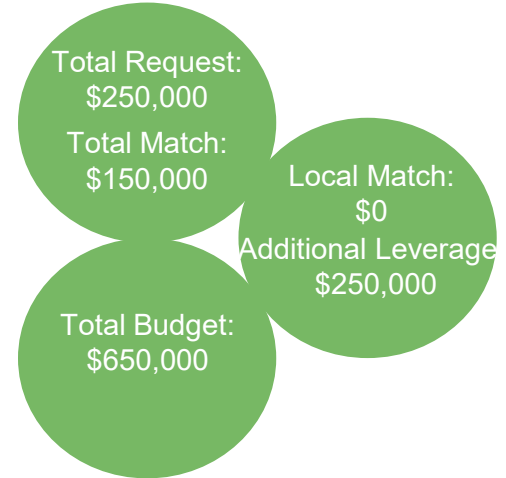 Total Request:
$250,000
Total Match:
$150,000
Local Match:
$0
Additional Leverage
$250,000
Total Budget:
$650,000